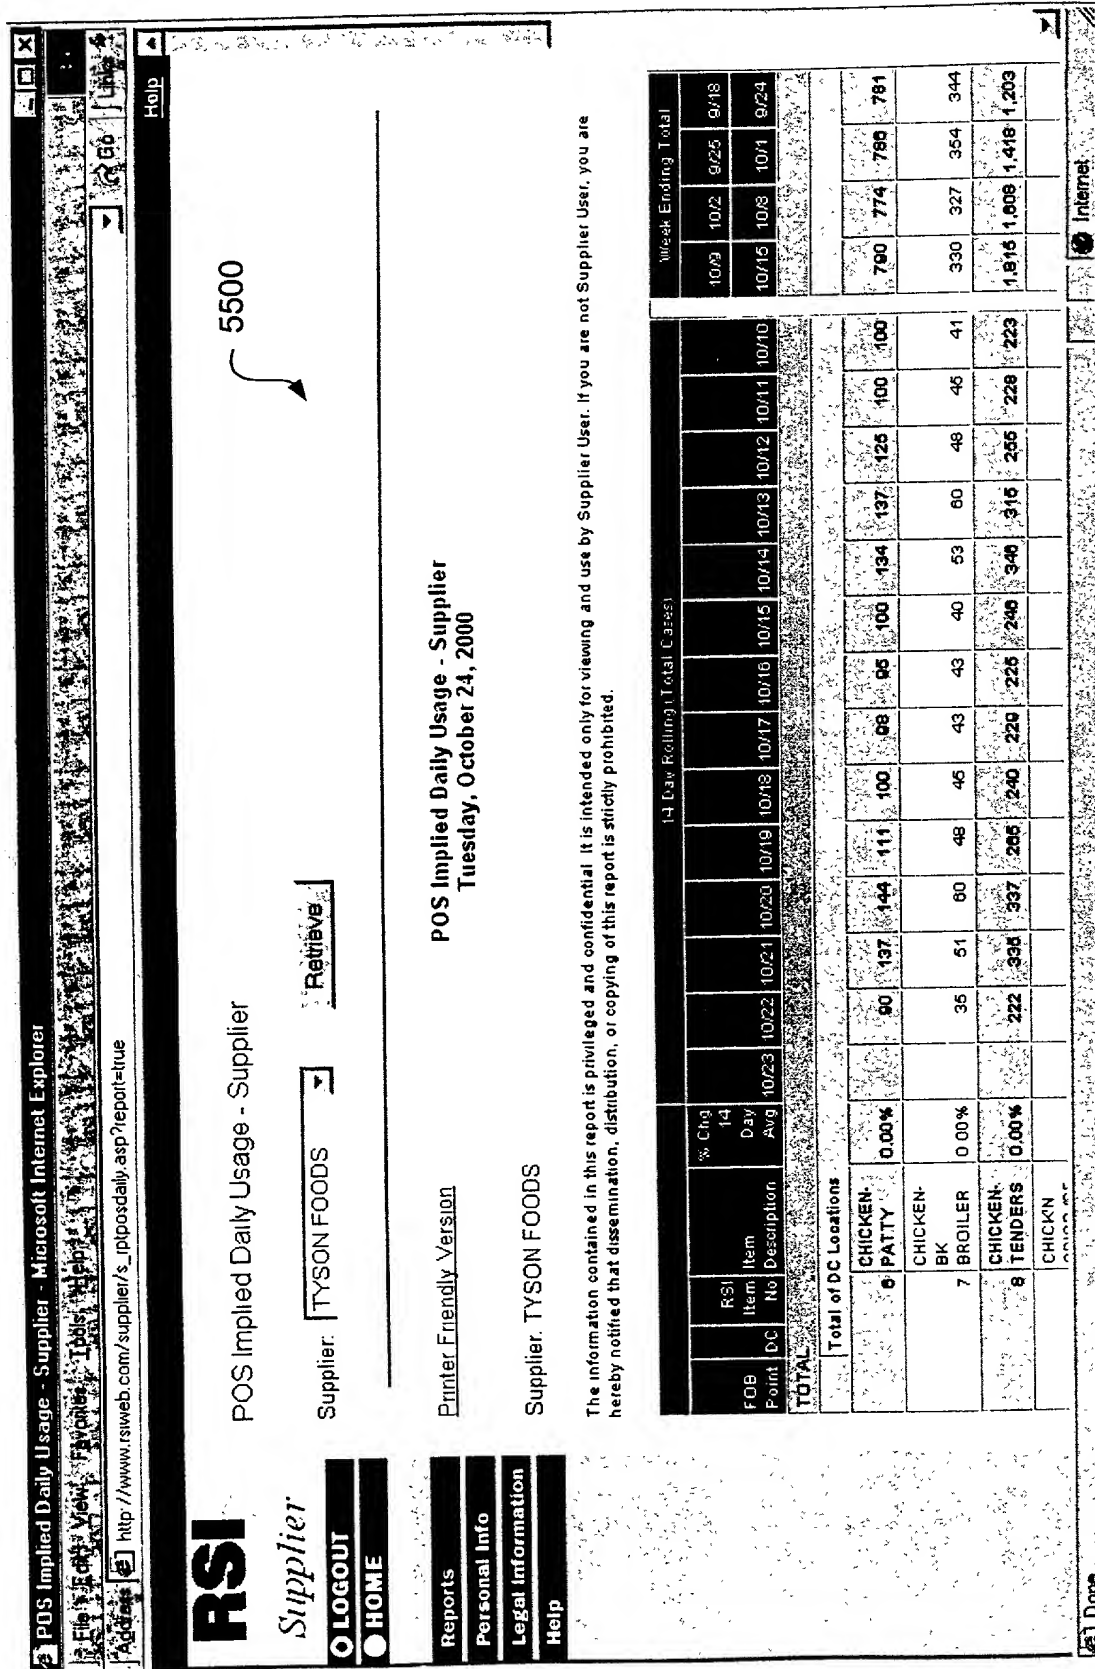 POS Implied Daily Usage - Supplier - Microsoft Internet Explorer
File Edit View Favorites Tools Help
Address http://www.rsiweb.com/supplier/s_rptposdaily.asp?report=true Go Links
Help
RSI
Supplier
LOGOUT
HOME
Reports
Personal Info
Legal Information
Help
POS Implied Daily Usage - Supplier
5500
Supplier: TYSON FOODS Retrieve
Printer Friendly Version
POS Implied Daily Usage - Supplier
Tuesday, October 24, 2000
Supplier. TYSON FOODS
The information contained in this report is privileged and confidential It is intended only for viewing and use by Supplier User. If you are not Supplier User, you are
hereby notified that dissemination, distribution, or copying of this report is strictly prohibited.
14 Day Rolling (Total Cases) Week Ending Total
FOB Point DC RSI Item No Item Description % Chg 14 Day Avg 10/23 10/22 10/21 10/20 10/19 10/18 10/17 10/16 10/15 10/14 10/13 10/12 10/11 10/10 10/9 10/2 9/25 9/18
10/15 10/8 10/1 9/24
TOTAL
Total of DC Locations
6 CHICKEN- PATTY 0.00% 90 137 144 111 100 98 95 100 134 137 125 100 100 790 774 786 781
7 CHICKEN- BK BROILER 0 00% 35 51 60 48 45 43 43 40 53 60 48 45 41 330 327 354 344
8 CHICKEN- TENDERS 0.00% 222 335 337 265 240 229 225 246 346 315 255 228 223 1,815 1,608 1,418 1,203
CHICK'N
Done Internet